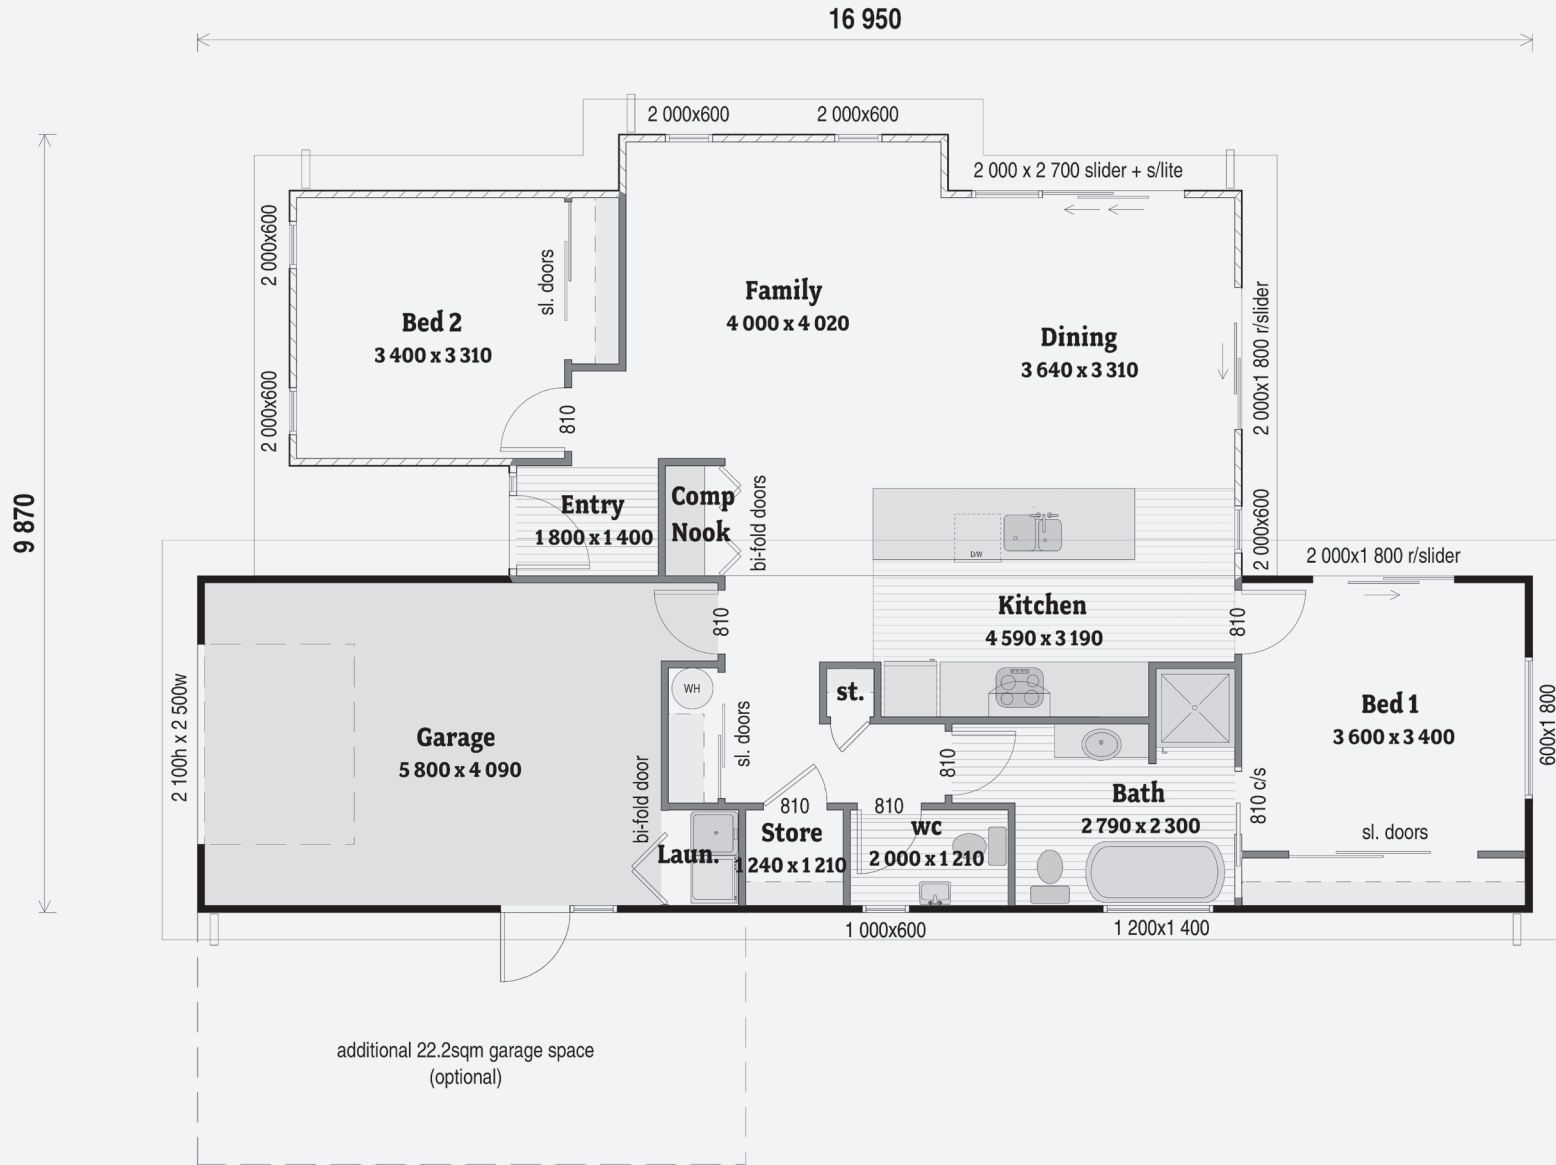 16 950
2 000x600
2 000x600
2 000 x 2 700 slider + s/lite
2 000x600
sl. doors
Family
4 000 x 4 020
Bed 2
3 400 x 3 310
Dining
3 640 x 3 310
2 000x1 800 r/slider
2 000x600
810
9 870
Entry
1 800 x 1 400
Comp
Nook
bi-fold doors
D/W
2 000x600
2 000x1 800 r/slider
Kitchen
4 590 x 3 190
810
810
2 100h x 2 500w
WH
st.
sl. doors
Bed 1
3 600 x 3 400
600x1 800
Garage
5 800 x 4 090
bi-fold door
810
Bath
2 790 x 2 300
810 c/s
810
810
Store
1 240 x 1 210
wc
2 000 x 1 210
Laun.
sl. doors
1 000x600
1 200x1 400
additional 22.2sqm garage space
(optional)